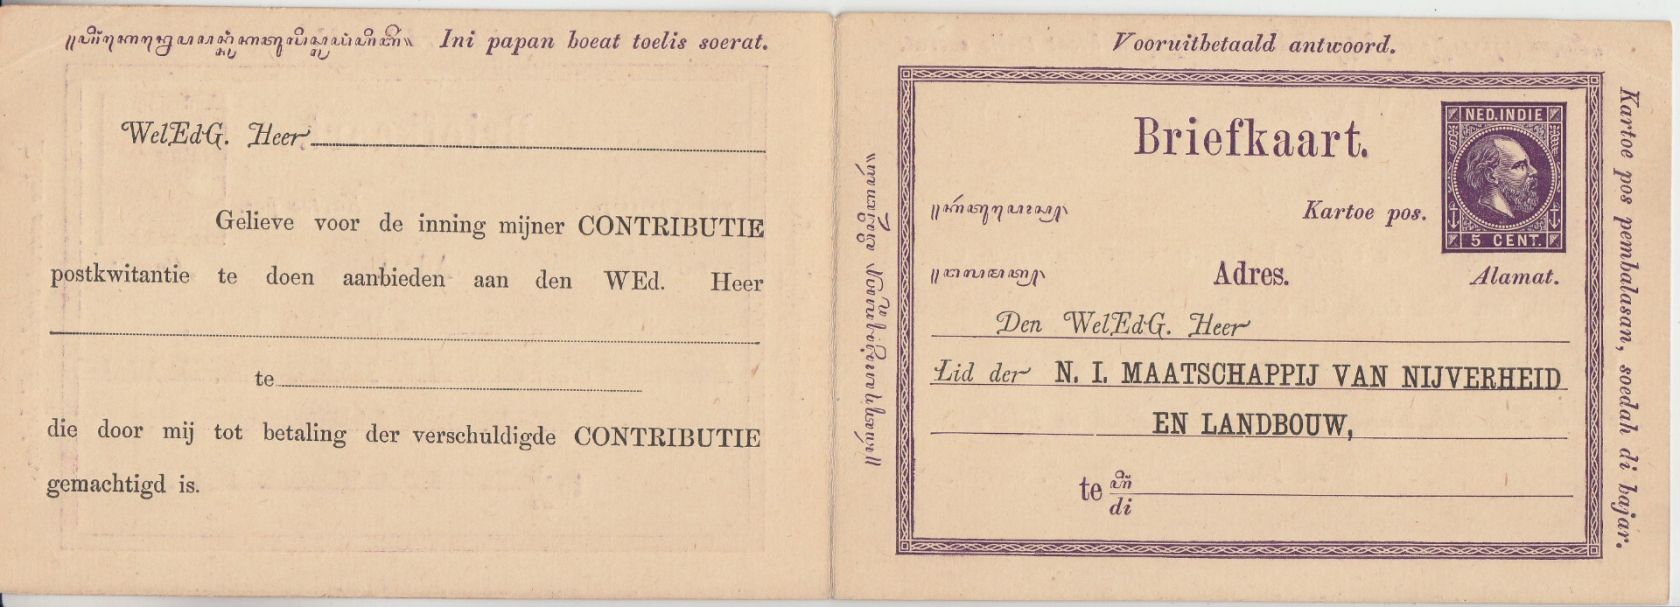 Ini papan boeat toelis soerat.
WelEdG. Heer
Gelieve voor de inning mijner CONTRIBUTIE
postkwitantie te doen aanbieden aan den WEd. Heer
te
die door mij tot betaling der verschuldigde CONTRIBUTIE
gemachtigd is.
Vooruitbetaald antwoord.
Briefkaart.
NED. INDIE
5 CENT.
Kartoe pos.
Adres.
Alamat.
Den WelEdG. Heer
Lid der N. I. MAATSCHAPPIJ VAN NIJVERHEID
EN LANDBOUW,
te
di
Kartoe pos pembalasan, soedah di bajar.